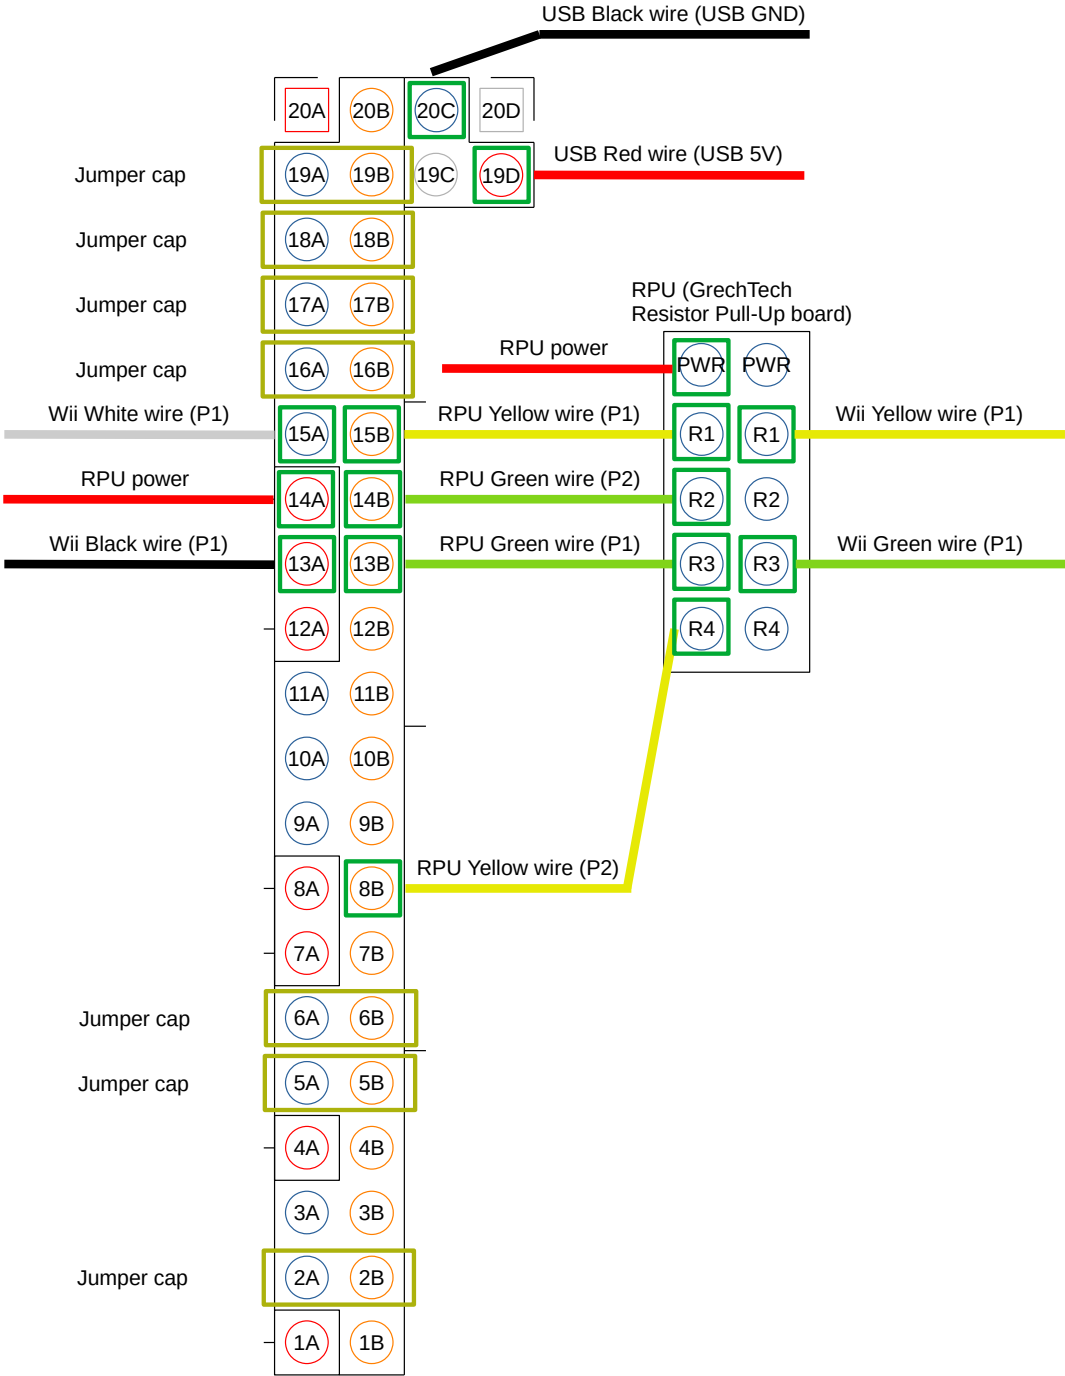 USB Black wire (USB GND)
20A 20B 20C 20D
USB Red wire (USB 5V)
Jumper cap 19A 19B 19C 19D
Jumper cap 18A 18B
RPU (GrechTech
Resistor Pull-Up board)
Jumper cap 17A 17B
RPU power
Jumper cap 16A 16B PWR PWR
Wii White wire (P1) RPU Yellow wire (P1) Wii Yellow wire (P1)
15A 15B R1 R1
RPU power RPU Green wire (P2)
14A 14B R2 R2
Wii Black wire (P1) RPU Green wire (P1) Wii Green wire (P1)
13A 13B R3 R3
12A 12B R4 R4
11A 11B
10A 10B
9A 9B
RPU Yellow wire (P2)
8A 8B
7A 7B
Jumper cap 6A 6B
Jumper cap 5A 5B
4A 4B
3A 3B
Jumper cap 2A 2B
1A 1B